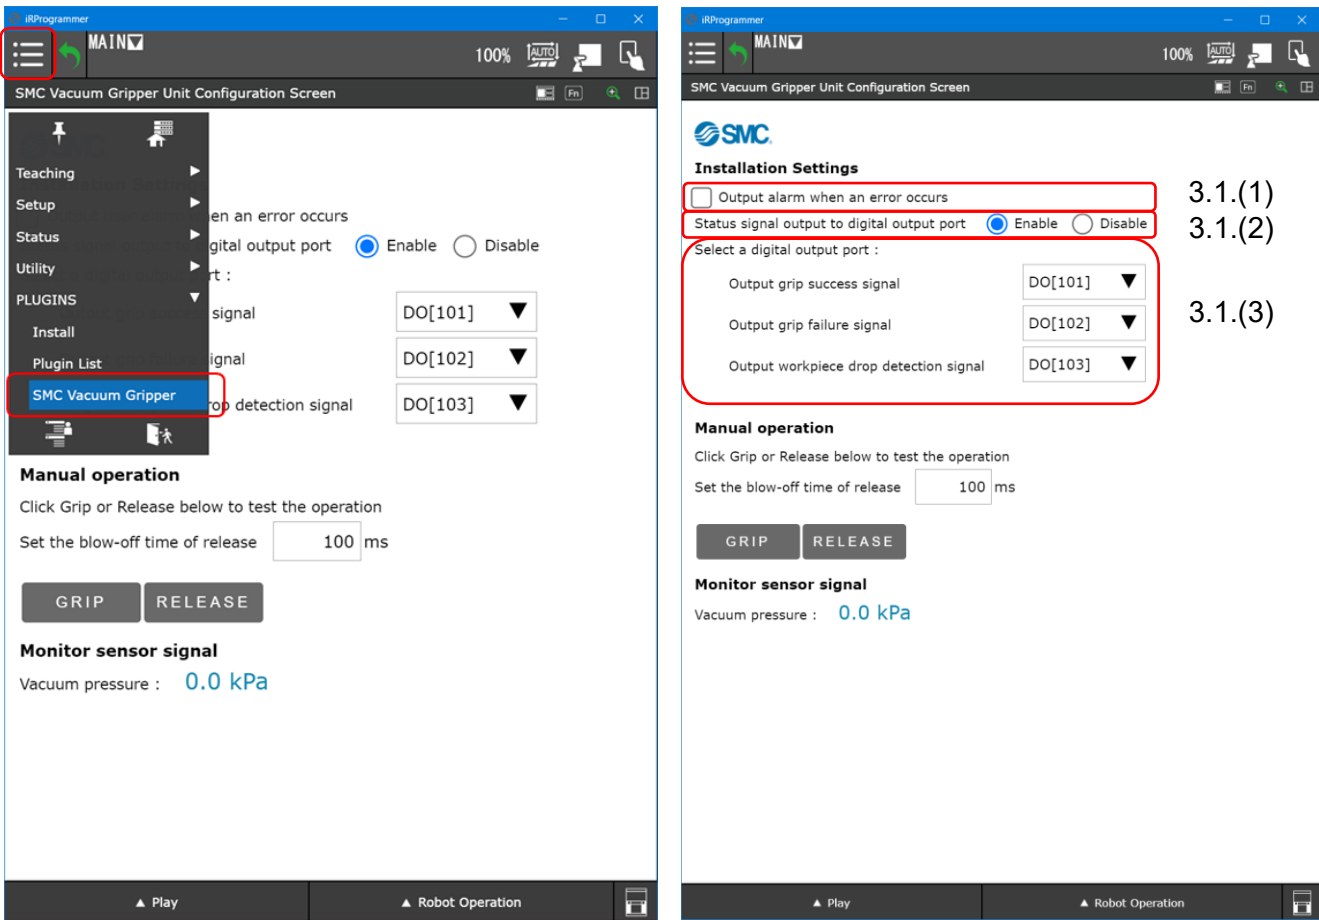 iRProgrammer
MAIN
100%
AUTO
SMC Vacuum Gripper Unit Configuration Screen
Fn
Teaching
Setup
Status
Utility
PLUGINS
Install
Plugin List
SMC Vacuum Gripper
en an error occurs
gital output port Enable Disable
rt :
signal DO[101]
ignal DO[102]
rop detection signal DO[103]
Manual operation
Click Grip or Release below to test the operation
Set the blow-off time of release 100 ms
GRIP RELEASE
Monitor sensor signal
Vacuum pressure : 0.0 kPa
Play Robot Operation
iRProgrammer
MAIN
100%
AUTO
SMC Vacuum Gripper Unit Configuration Screen
Fn
SMC.
Installation Settings
Output alarm when an error occurs 3.1.(1)
Status signal output to digital output port Enable Disable 3.1.(2)
Select a digital output port :
Output grip success signal DO[101]
3.1.(3)
Output grip failure signal DO[102]
Output workpiece drop detection signal DO[103]
Manual operation
Click Grip or Release below to test the operation
Set the blow-off time of release 100 ms
GRIP RELEASE
Monitor sensor signal
Vacuum pressure : 0.0 kPa
Play Robot Operation